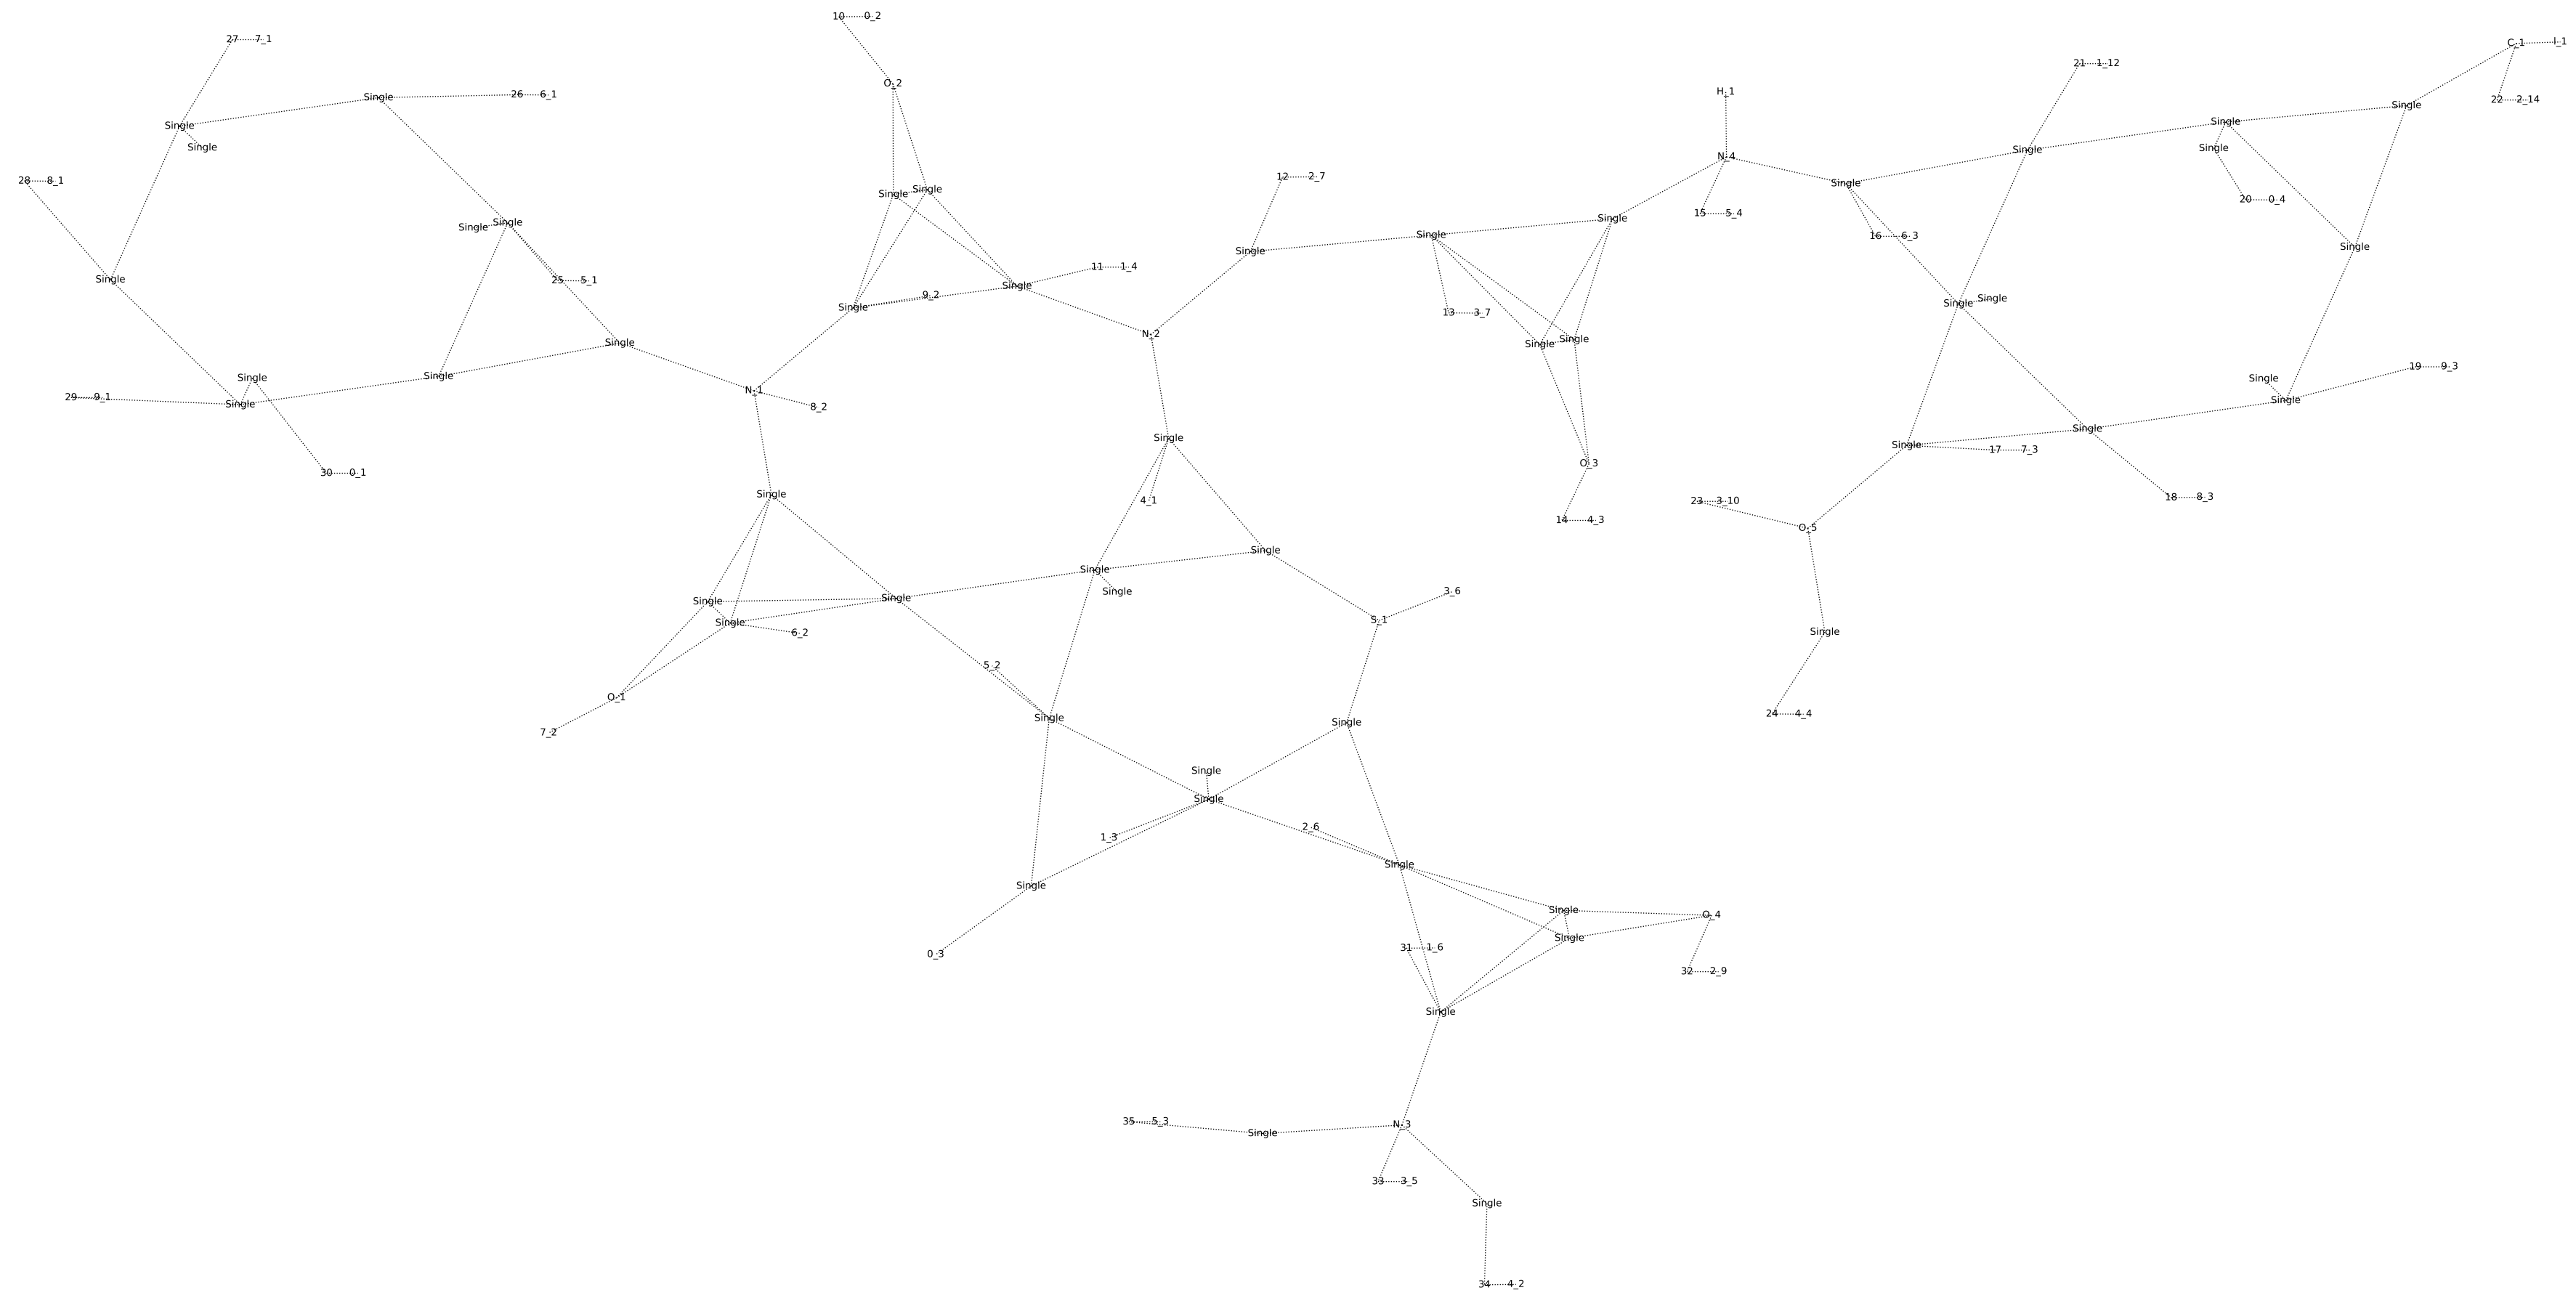 10 0_2
27 7_1
C_1 I_1
21 1_12
O_2
H_1
26 6_1
Single
22 2_14
Single
Single
Single
Single
Single
Single
Single
N_4
12 2_7
28 8_1
Single
Single
Single
15 5_4
Single
20 0_4
Single
Single
Single
16 6_3
Single
Single
11 1_4
25 5_1
Single
9_2
Single
Single
Single
13 3_7
N_2
Single
Single
Single
19 9_3
Single
Single
Single
N_1
29 9_1
Single
8_2
Single
Single
Single
Single
17 7_3
O_3
30 0_1
Single
18 8_3
4_1
23 3_10
14 4_3
O_5
Single
Single
Single
3_6
Single
Single
S_1
Single
6_2
Single
5_2
O_1
24 4_4
Single
Single
7_2
Single
Single
2_6
1_3
Single
Single
Single
O_4
Single
31 1_6
0_3
32 2_9
Single
35 5_3
N_3
Single
33 3_5
Single
34 4_2